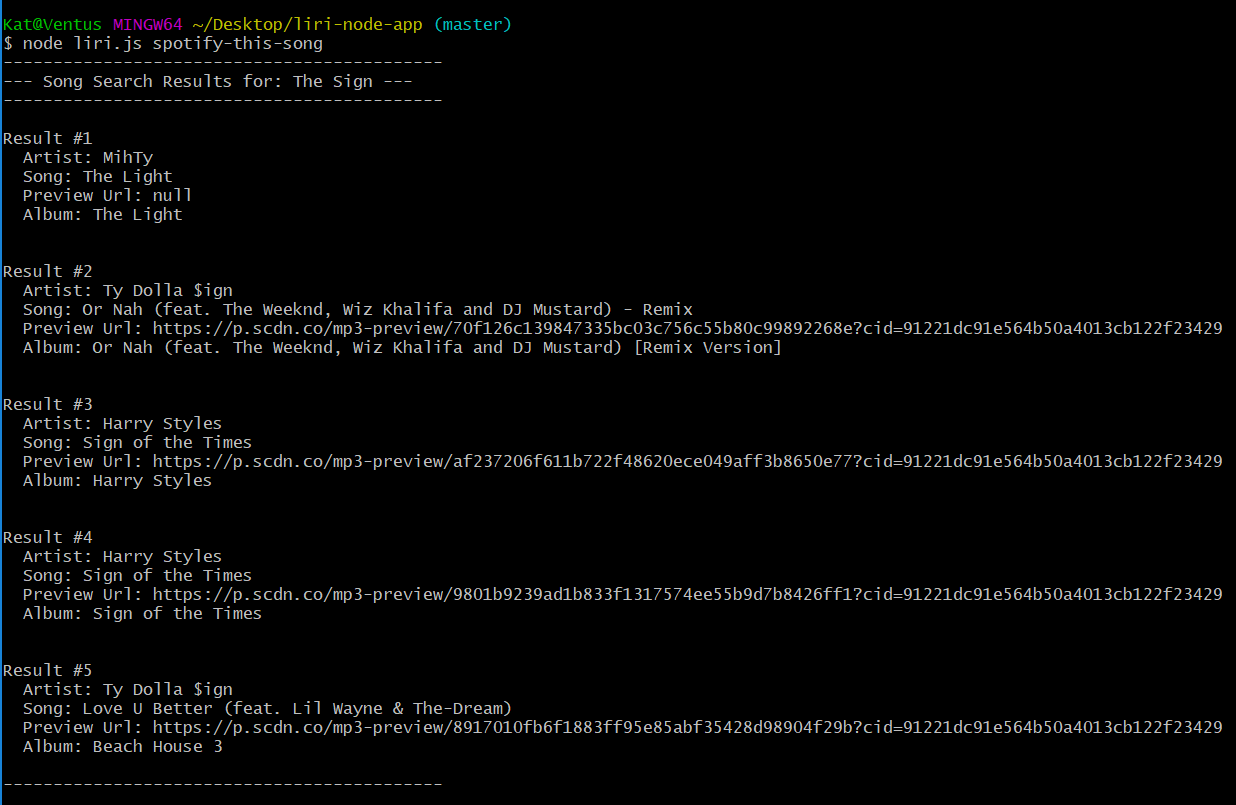 Kat@Ventus MINGW64 ~/Desktop/liri-node-app (master)
$ node liri.js spotify-this-song
--------------------------------------------
--- Song Search Results for: The Sign ---
--------------------------------------------
Result #1
Artist: MihTy
Song: The Light
Preview Url: null
Album: The Light
Result #2
Artist: Ty Dolla $ign
Song: Or Nah (feat. The Weeknd, Wiz Khalifa and DJ Mustard) - Remix
Preview Url: https://p.scdn.co/mp3-preview/70f126c139847335bc03c756c55b80c99892268e?cid=91221dc91e564b50a4013cb122f23429
Album: Or Nah (feat. The Weeknd, Wiz Khalifa and DJ Mustard) [Remix Version]
Result #3
Artist: Harry Styles
Song: Sign of the Times
Preview Url: https://p.scdn.co/mp3-preview/af237206f611b722f48620ece049aff3b8650e77?cid=91221dc91e564b50a4013cb122f23429
Album: Harry Styles
Result #4
Artist: Harry Styles
Song: Sign of the Times
Preview Url: https://p.scdn.co/mp3-preview/9801b9239ad1b833f1317574ee55b9d7b8426ff1?cid=91221dc91e564b50a4013cb122f23429
Album: Sign of the Times
Result #5
Artist: Ty Dolla $ign
Song: Love U Better (feat. Lil Wayne & The-Dream)
Preview Url: https://p.scdn.co/mp3-preview/8917010fb6f1883ff95e85abf35428d98904f29b?cid=91221dc91e564b50a4013cb122f23429
Album: Beach House 3
--------------------------------------------